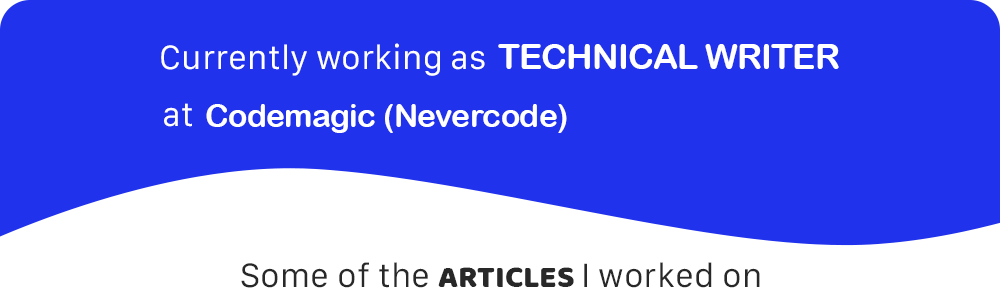 Currently working as TECHNICAL WRITER
at Codemagic (Nevercode)
Some of the ARTICLES I worked on